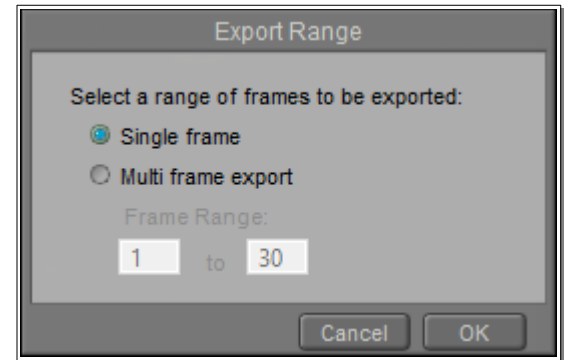 Export Range
Select a range of frames to be exported:
Single frame
Multi frame export
Frame Range:
1 to 30
Cancel OK